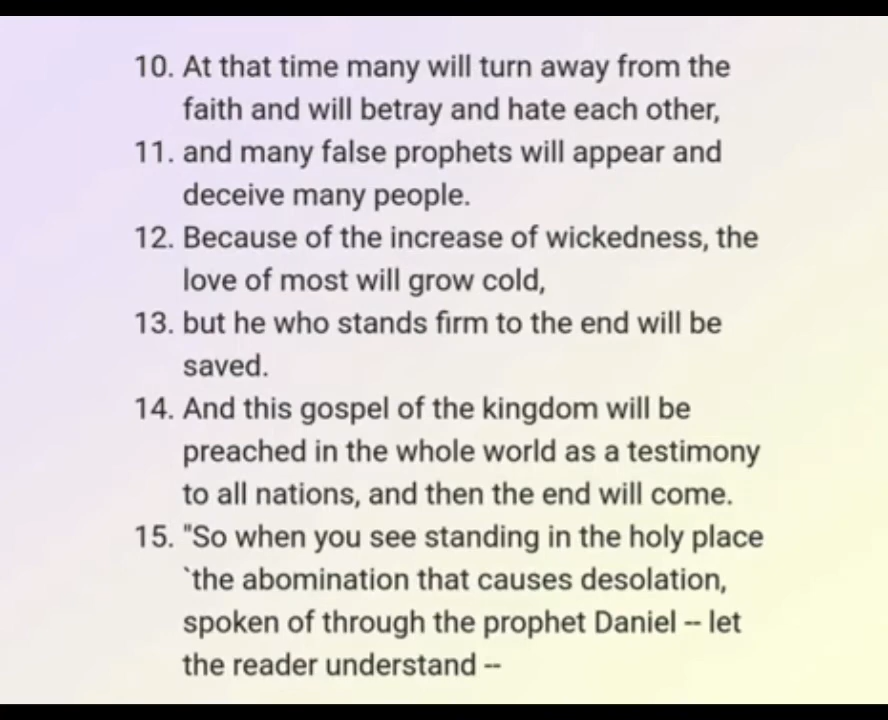 10. At that time many will turn away from the
faith and will betray and hate each other,
11. and many false prophets will appear and
deceive many people.
12. Because of the increase of wickedness, the
love of most will grow cold,
13. but he who stands firm to the end will be
saved.
14. And this gospel of the kingdom will be
preached in the whole world as a testimony
to all nations, and then the end will come.
15. "So when you see standing in the holy place
`the abomination that causes desolation,
spoken of through the prophet Daniel -- let
the reader understand --